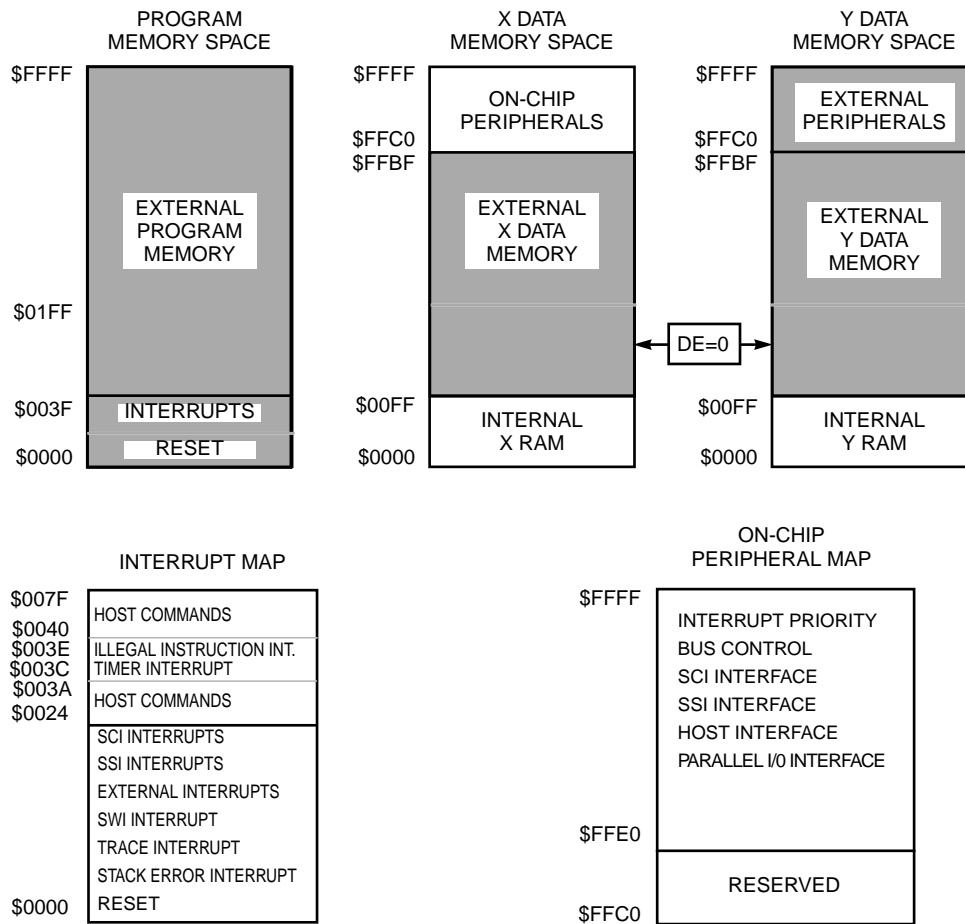 PROGRAM
MEMORY SPACE
$FFFF
EXTERNAL
PROGRAM
MEMORY
$01FF
$003F
INTERRUPTS
RESET
$0000
X DATA
MEMORY SPACE
$FFFF
ON-CHIP
PERIPHERALS
$FFC0
$FFBF
EXTERNAL
X DATA
MEMORY
DE=0
$00FF
INTERNAL
X RAM
$0000
Y DATA
MEMORY SPACE
$FFFF
EXTERNAL
PERIPHERALS
$FFC0
$FFBF
EXTERNAL
Y DATA
MEMORY
$00FF
INTERNAL
Y RAM
$0000
INTERRUPT MAP
$007F
HOST COMMANDS
$0040
$003E ILLEGAL INSTRUCTION INT.
$003C TIMER INTERRUPT
$003A
HOST COMMANDS
$0024
SCI INTERRUPTS
SSI INTERRUPTS
EXTERNAL INTERRUPTS
SWI INTERRUPT
TRACE INTERRUPT
STACK ERROR INTERRUPT
$0000 RESET
ON-CHIP
PERIPHERAL MAP
$FFFF
INTERRUPT PRIORITY
BUS CONTROL
SCI INTERFACE
SSI INTERFACE
HOST INTERFACE
PARALLEL I/0 INTERFACE
$FFE0
RESERVED
$FFC0